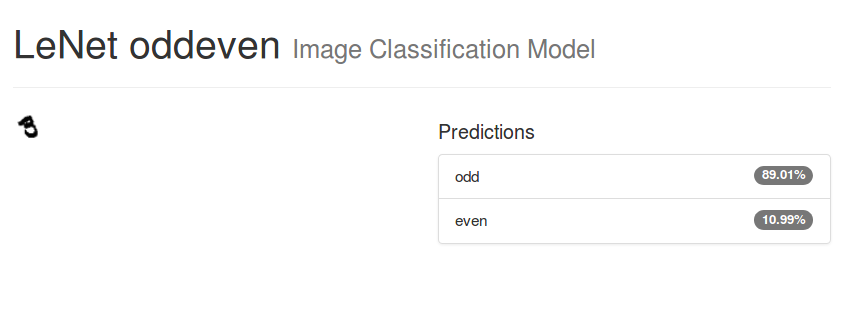 LeNet oddeven Image Classification Model
3
Predictions
odd 89.01%
even 10.99%